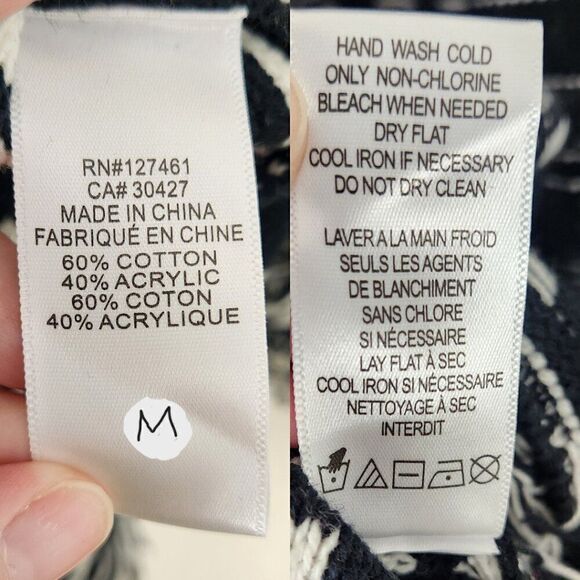 RN#127461
CA# 30427
MADE IN CHINA
FABRIQUÉ EN CHINE
60% COTTON
40% ACRYLIC
60% COTON
40% ACRYLIQUE
M
HAND WASH COLD
ONLY NON-CHLORINE
BLEACH WHEN NEEDED
DRY FLAT
COOL IRON IF NECESSARY
DO NOT DRY CLEAN
LAVER A LA MAIN FROID
SEULS LES AGENTS
DE BLANCHIMENT
SANS CHLORE
SI NÉCESSAIRE
LAY FLAT À SEC
COOL IRON SI NÉCESSAIRE
NETTOYAGE À SEC
INTERDIT